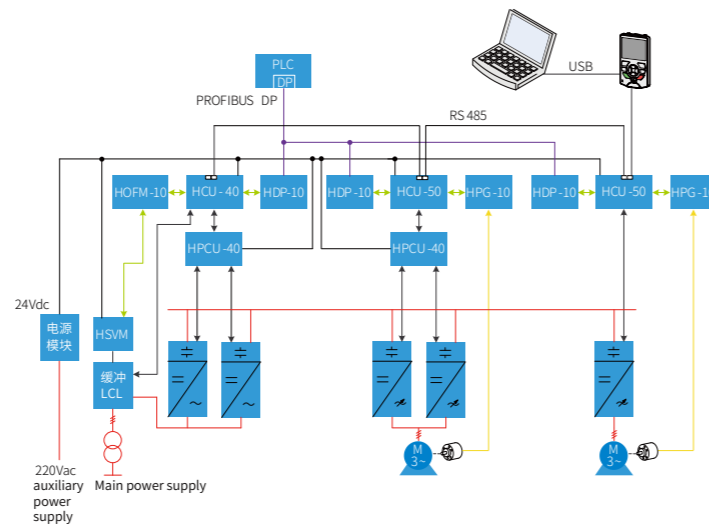 PLC
DP
USB
PROFIBUS DP
RS 485
HOFM-10
HCU-40
HDP-10
HDP-10
HCU-50
HPG-10
HDP-10
HCU-50
HPG-10
HPCU-40
HPCU-40
24Vdc
电源
模块
HSVM
缓冲
LCL
M
3~
M
3~
220Vac
auxiliary
power
supply
Main power supply